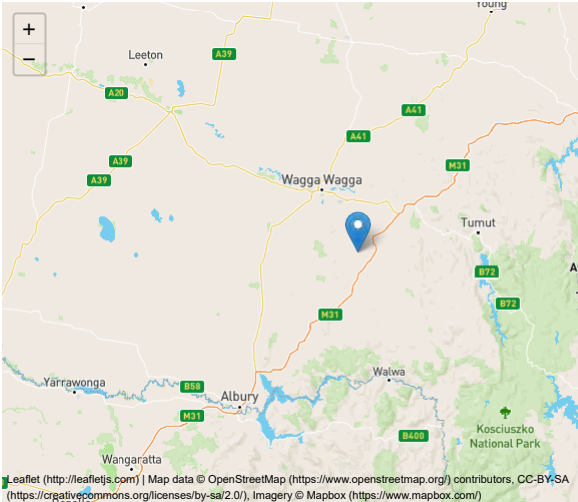 Young
+
−
Leeton
A39
A20
A41
A41
A39
M31
A39
Wagga Wagga
Tumut
B72
B72
M31
Walwa
Yarrawonga
B58
Albury
M31
Kosciuszko
National Park
B400
Wangaratta
Leaflet (http://leafletjs.com) | Map data © OpenStreetMap (https://www.openstreetmap.org/) contributors, CC-BY-SA
(https://creativecommons.org/licenses/by-sa/2.0/), Imagery © Mapbox (https://www.mapbox.com/)